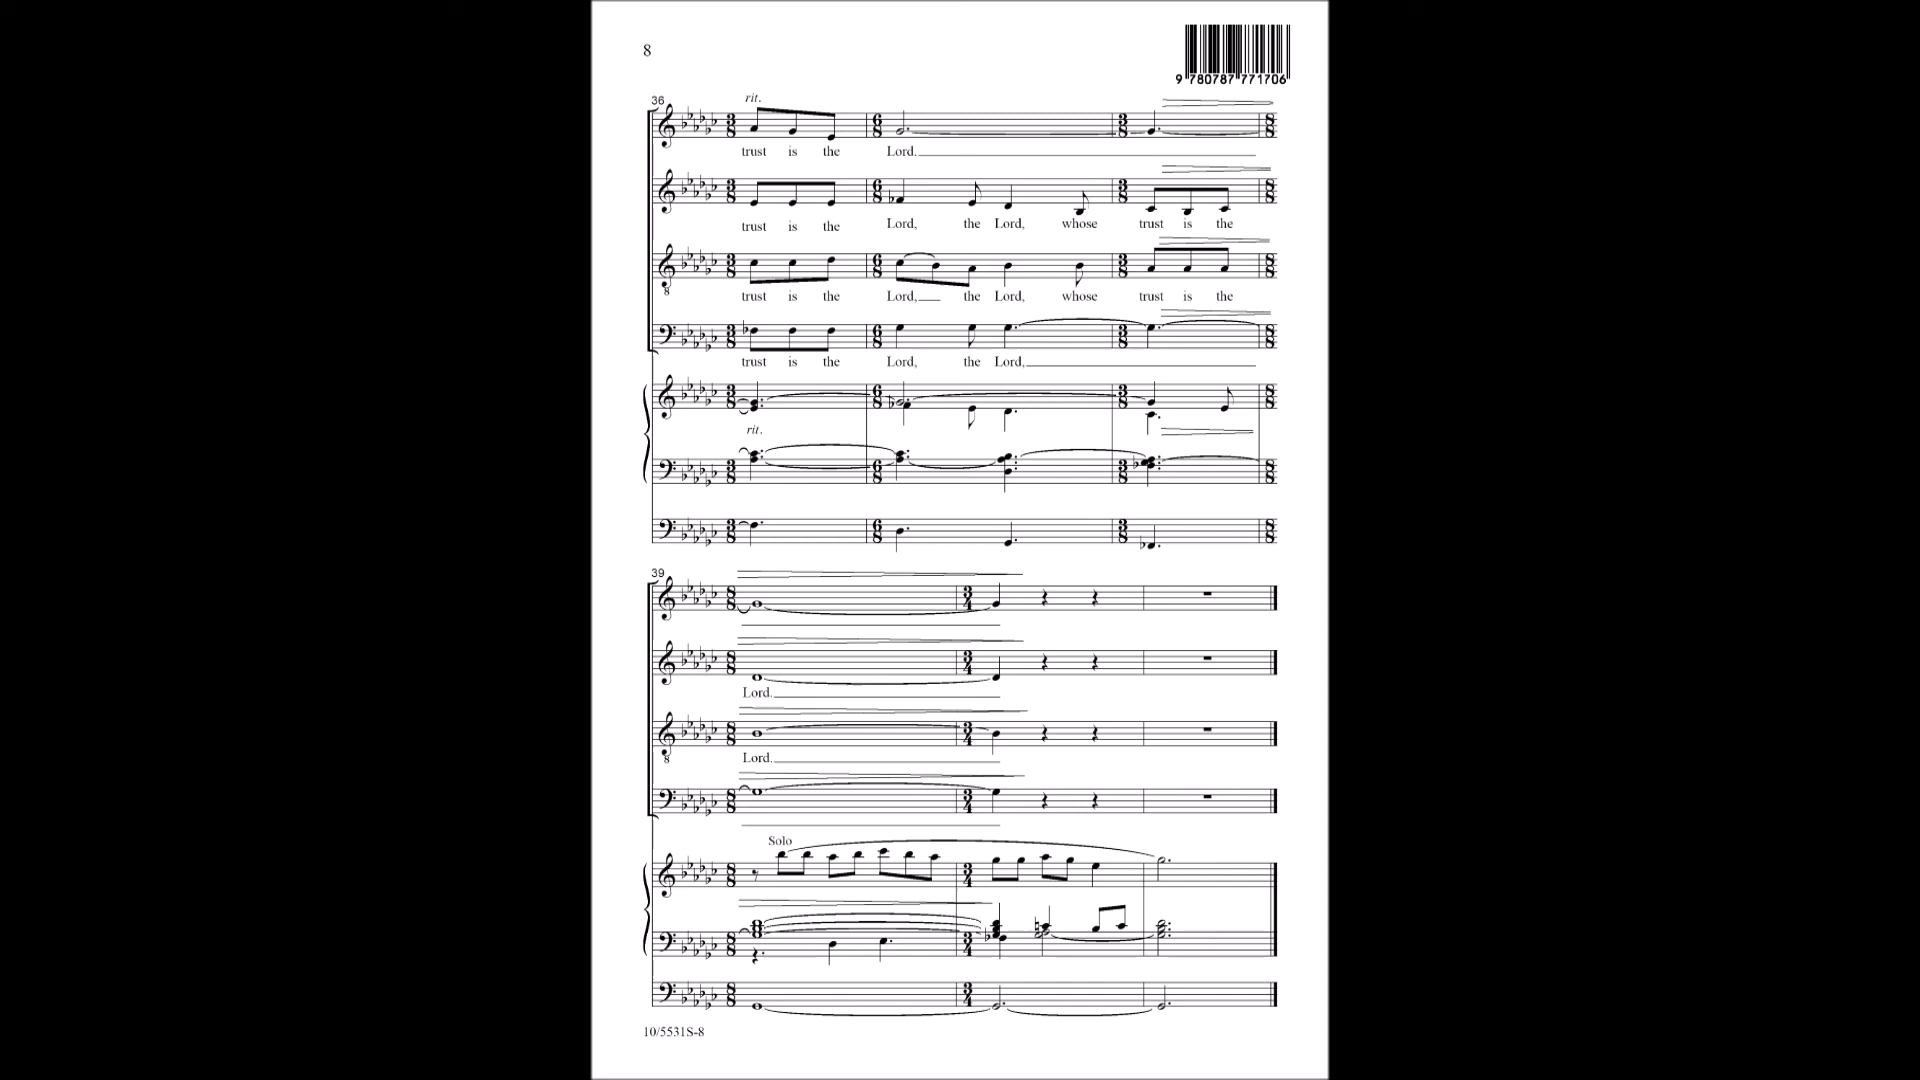 8
9 780787 771706
36
rit.
trust is the Lord.
trust is the Lord, the Lord, whose trust is the
trust is the Lord, the Lord, whose trust is the
trust is the Lord, the Lord,
rit.
39
Lord.
Lord.
Solo
10/5531S-8